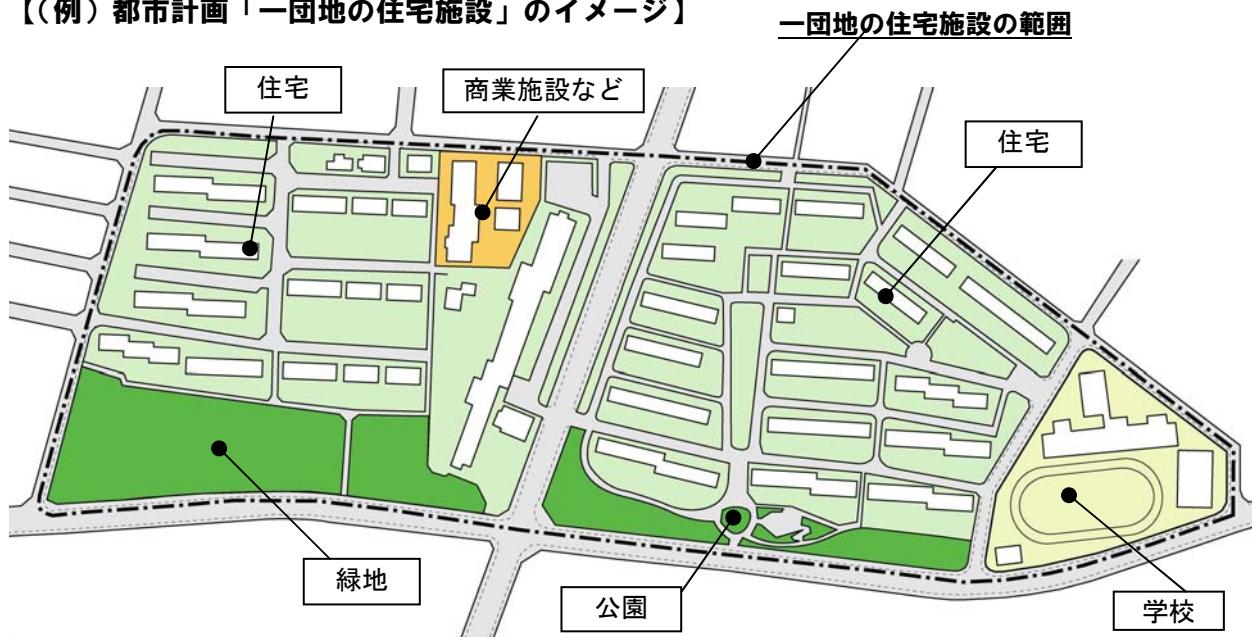 【(例)都市計画「一団地の住宅施設」のイメージ】
一団地の住宅施設の範囲
住宅
商業施設など
住宅
緑地
公園
学校